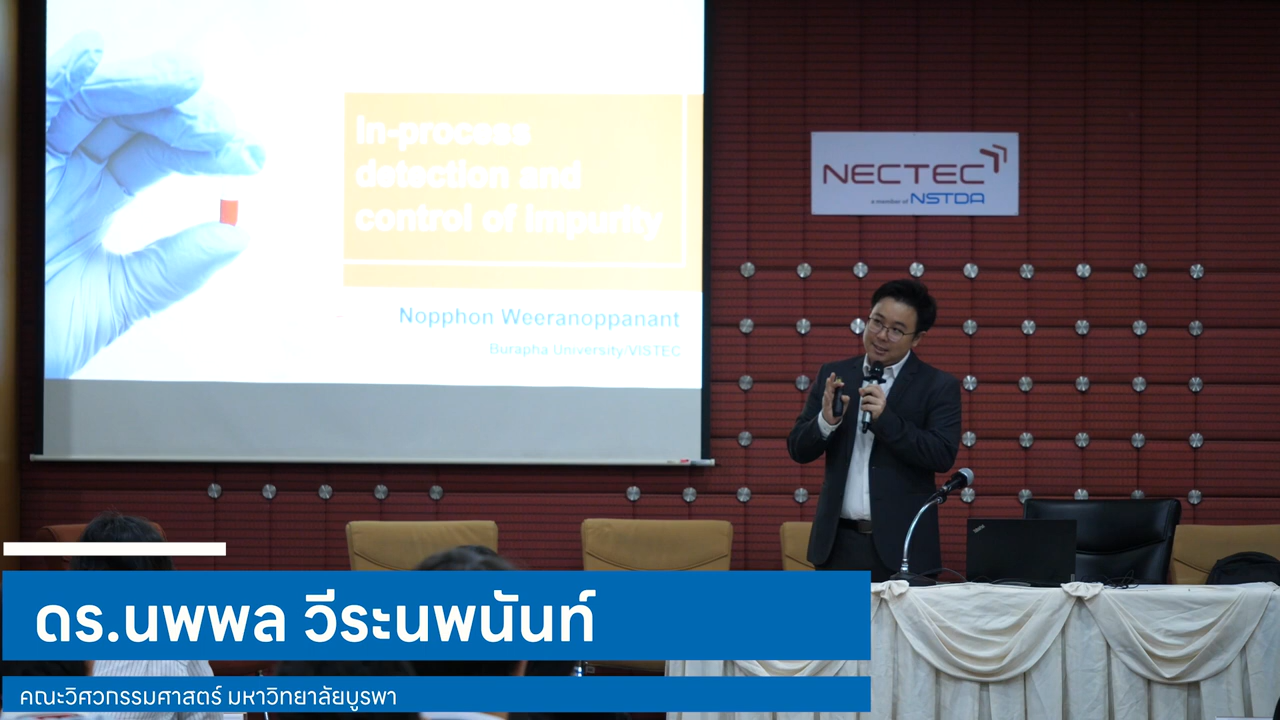 In-process
detection and
control of impurity
Nopphon Weeranoppanant
Burapha University/VISTEC
NECTEC
a member of NSTDA
ดร.นพพล วีระนพนันท์
คณะวิศวกรรมศาสตร์ มหาวิทยาลัยบูรพา